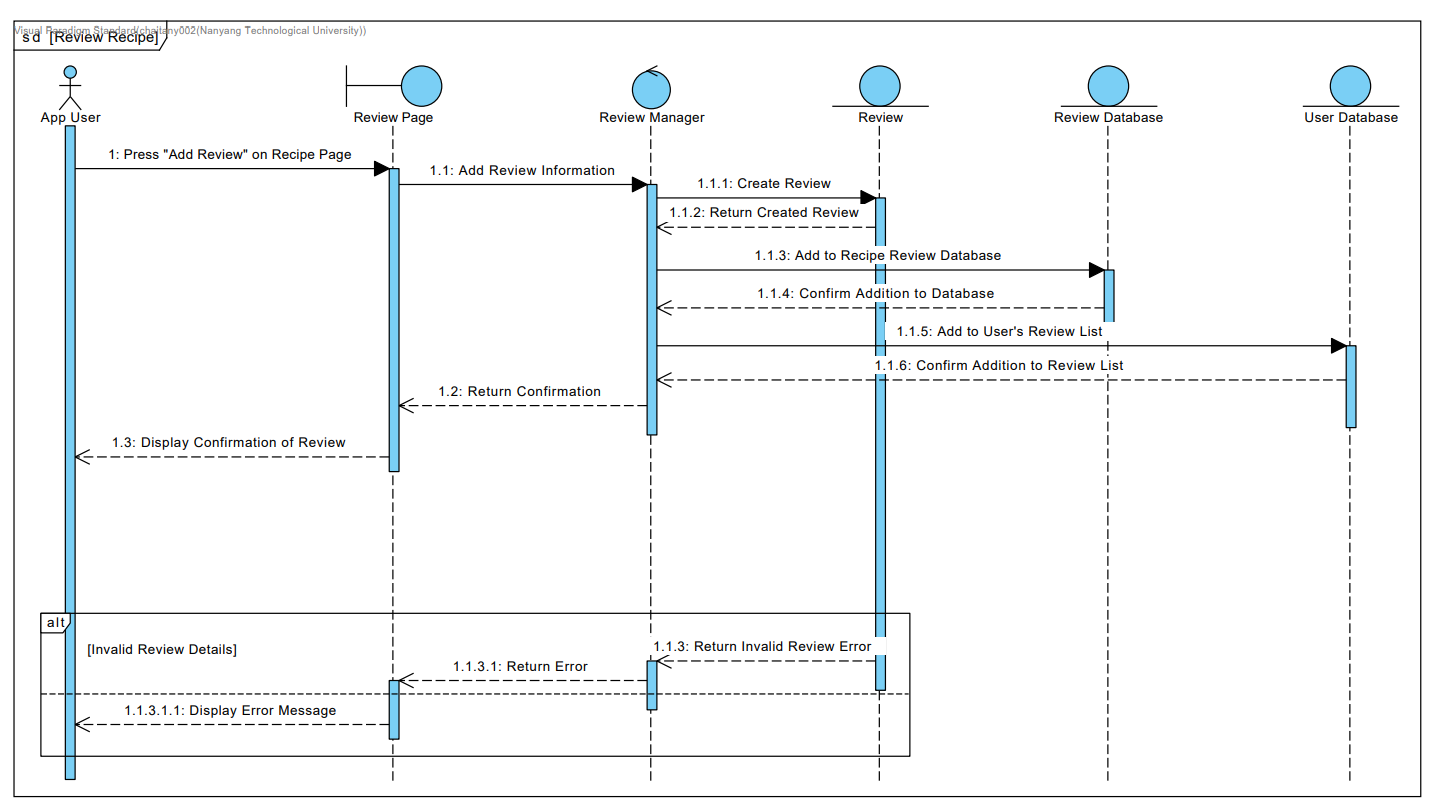 Visual Paradigm Standard(chaitany002(Nanyang Technological University))
sd [Review Recipe]
App User
Review Page
Review Manager
Review
Review Database
User Database
1: Press "Add Review" on Recipe Page
1.1: Add Review Information
1.1.1: Create Review
1.1.2: Return Created Review
1.1.3: Add to Recipe Review Database
1.1.4: Confirm Addition to Database
1.1.5: Add to User's Review List
1.1.6: Confirm Addition to Review List
1.2: Return Confirmation
1.3: Display Confirmation of Review
alt
[Invalid Review Details]
1.1.3: Return Invalid Review Error
1.1.3.1: Return Error
1.1.3.1.1: Display Error Message